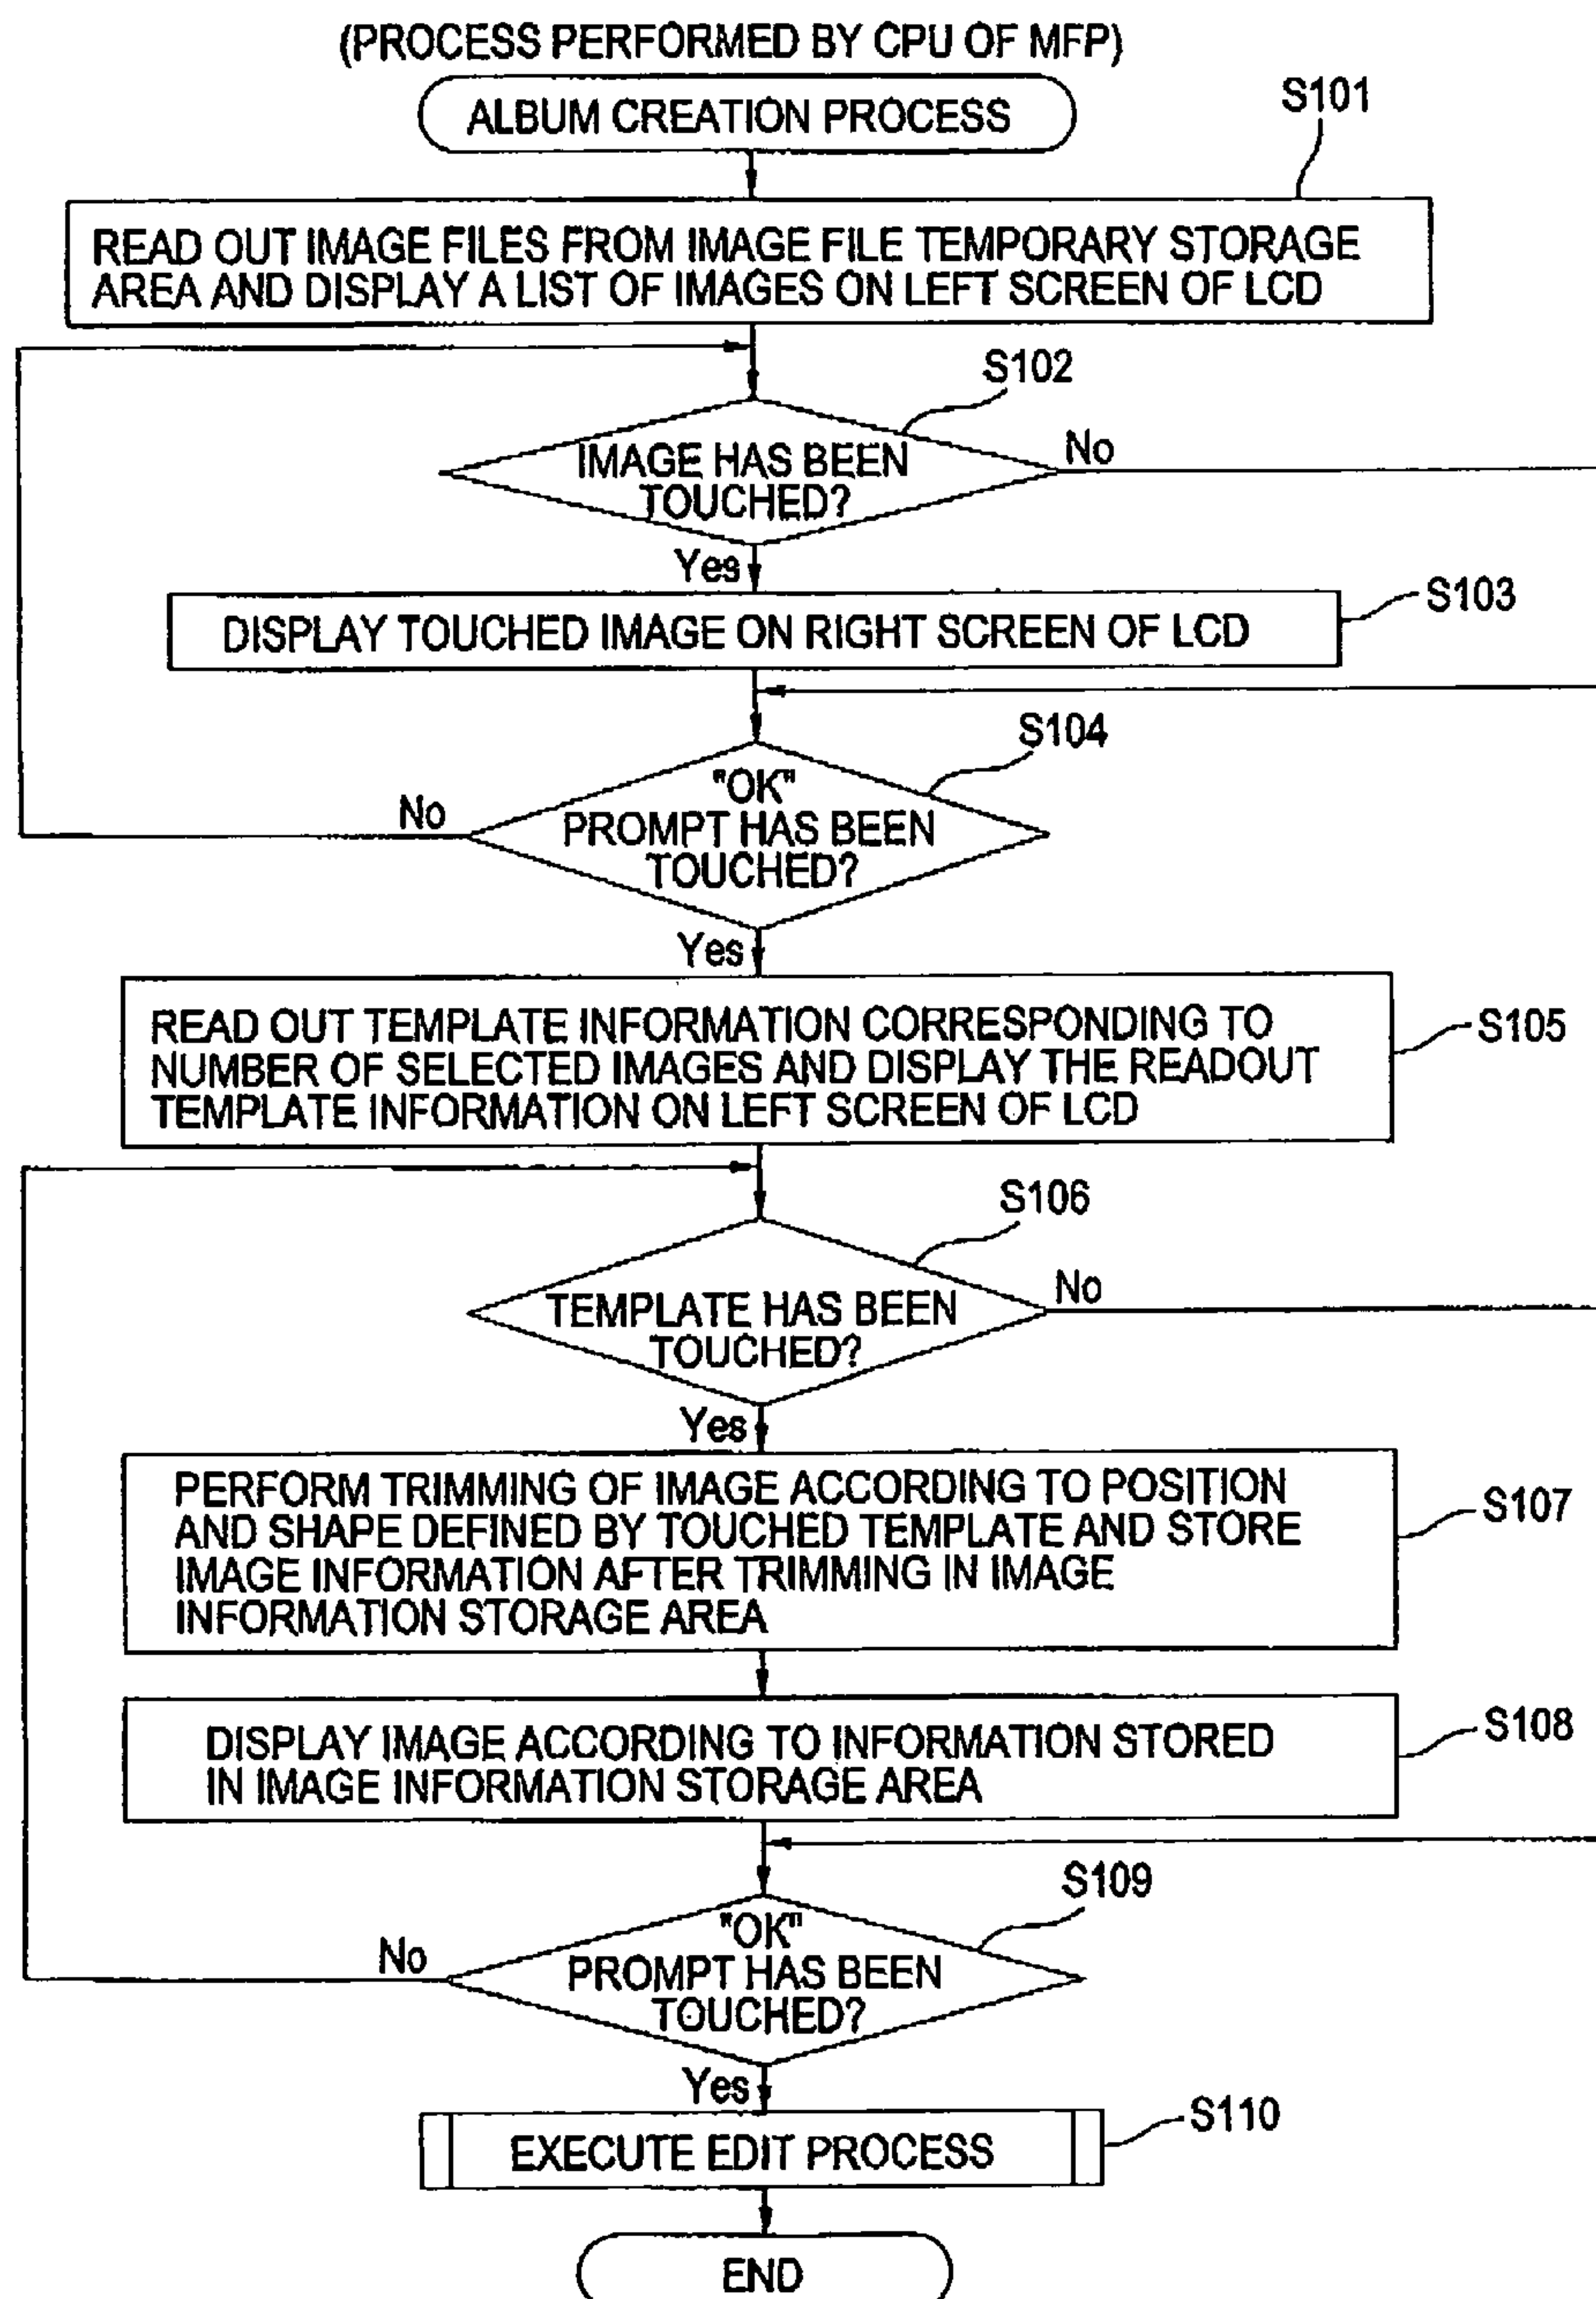 (PROCESS PERFORMED BY CPU OF MFP)
ALBUM CREATION PROCESS
S101
READ OUT IMAGE FILES FROM IMAGE FILE TEMPORARY STORAGE
AREA AND DISPLAY A LIST OF IMAGES ON LEFT SCREEN OF LCD
S102
IMAGE HAS BEEN
TOUCHED?
No
Yes
S103
DISPLAY TOUCHED IMAGE ON RIGHT SCREEN OF LCD
S104
"OK"
PROMPT HAS BEEN
TOUCHED?
No
Yes
S105
READ OUT TEMPLATE INFORMATION CORRESPONDING TO
NUMBER OF SELECTED IMAGES AND DISPLAY THE READOUT
TEMPLATE INFORMATION ON LEFT SCREEN OF LCD
S106
TEMPLATE HAS BEEN
TOUCHED?
No
Yes
S107
PERFORM TRIMMING OF IMAGE ACCORDING TO POSITION
AND SHAPE DEFINED BY TOUCHED TEMPLATE AND STORE
IMAGE INFORMATION AFTER TRIMMING IN IMAGE
INFORMATION STORAGE AREA
S108
DISPLAY IMAGE ACCORDING TO INFORMATION STORED
IN IMAGE INFORMATION STORAGE AREA
S109
"OK"
PROMPT HAS BEEN
TOUCHED?
No
Yes
S110
EXECUTE EDIT PROCESS
END